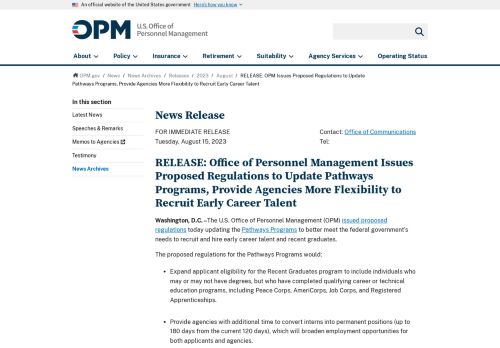 An official website of the United States government Here's how you know
OPM U.S. Office of
Personnel Management
About Policy Insurance Retirement Suitability Agency Services Operating Status
OPM.gov / News / News Archives / Releases / 2023 / August / RELEASE: OPM Issues Proposed Regulations to Update
Pathways Programs, Provide Agencies More Flexibility to Recruit Early Career Talent
In this section
Latest News
Speeches & Remarks
Memos to Agencies
Testimony
News Archives
News Release
FOR IMMEDIATE RELEASE
Tuesday, August 15, 2023
Contact: Office of Communications
Tel:
RELEASE: Office of Personnel Management Issues
Proposed Regulations to Update Pathways
Programs, Provide Agencies More Flexibility to
Recruit Early Career Talent
Washington, D.C. –The U.S. Office of Personnel Management (OPM) issued proposed
regulations today updating the Pathways Programs to better meet the federal government's
needs to recruit and hire early career talent and recent graduates.
The proposed regulations for the Pathways Programs would:
• Expand applicant eligibility for the Recent Graduates program to include individuals who
may or may not have degrees, but who have completed qualifying career or technical
education programs, including Peace Corps, AmeriCorps, Job Corps, and Registered
Apprenticeships.
• Provide agencies with additional time to convert interns into permanent positions (up to
180 days from the current 120 days), which will broaden employment opportunities for
both applicants and agencies.